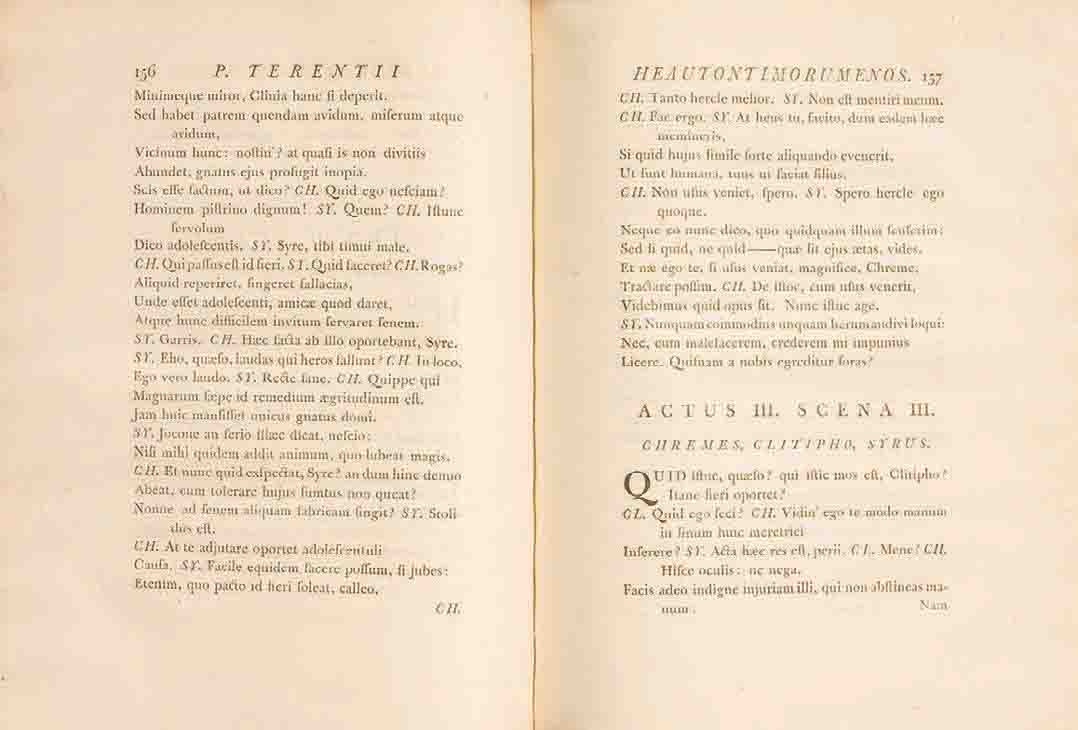 156 P. TERENTII
Minimeque miror, Clinia hanc ſi deperit.
Sed habet patrem quendam avidum, miſerum atque
avidum,
Vicinum hunc: noſtin'? at quaſi is non divitiis
Abundet, gnatus ejus profugit inopia.
Scis eſſe factum, ut dico? CH. Quid ego neſciam?
Hominem piſtrino dignum! SY. Quem? CH. Iſtunc
ſervolum
Dico adoleſcentis. SY. Syre, tibi timui male.
CH. Qui paſſus eſt id fieri. SY. Quid faceret? CH. Rogas?
Aliquid reperiret, fingeret fallacias,
Unde eſſet adoleſcenti, amicæ quod daret,
Atque hunc difficilem invitum ſervaret ſenem.
SY. Garris. CH. Hæc facta ab illo oportebant, Syre.
SY. Eho, quæſo, laudas qui heros fallunt? CH. In loco,
Ego vero laudo. SY. Recte ſane. CH. Quippe qui
Magnarum ſæpe id remedium ægritudinum eſt.
Jam huic manſiſſet unicus gnatus domi.
SY. Jocone an ſerio illæc dicat, neſcio:
Niſi mihi quidem addit animum, quo lubeat magis.
CH. Et nunc quid exſpectat, Syre? an dum hinc denuo
Abeat, cum tolerare hujus ſumtus non queat?
Nonne ad ſenem aliquam fabricam fingit? SY. Stoli-
dus eſt.
CH. At te adjutare oportet adoleſcentuli
Cauſa. SY. Facile equidem facere poſſum, ſi jubes:
Etenim, quo pacto id fieri ſoleat, calleo.
CH.
HEAUTONTIMORUMENOS. 157
CH. Tanto hercle melior. SY. Non eſt mentiri meum.
CH. Fac ergo. SY. At heus tu, facito, dum eadem hæc
memineris,
Si quid hujus ſimile forte aliquando evenerit,
Ut ſunt humana, tuus ut faciat filius.
CH. Non uſus veniet, ſpero. SY. Spero hercle ego
quoque.
Neque eo nunc dico, quo quidquam illum ſenſerim:
Sed ſi quid, ne quid——quæ ſit ejus ætas, vides.
Et næ ego te, ſi uſus veniat, magnifice, Chreme,
Tractare poſſim. CH. De iſtoc, cum uſus venerit,
Videbimus quid opus ſit. Nunc iſtuc age.
SY. Nunquam commodius unquam herum audivi loqui:
Nec, cum malefacerem, crederem mi impunius
Licere. Quiſnam a nobis egreditur foras?
ACTUS III. SCENA III.
CHREMES, CLITIPHO, SYRUS.
QUID iſtuc, quæſo? qui iſtic mos eſt, Clitipho?
Itane fieri oportet?
CL. Quid ego feci? CH. Vidin' ego te modo manum
in ſinum huic meretrici
Inſerere? SY. Acta hæc res eſt, perii. CL. Mene? CH.
Hiſce oculis: ne nega.
Facis adeo indigne injuriam illi, qui non abſtineas ma-
num.
Nam